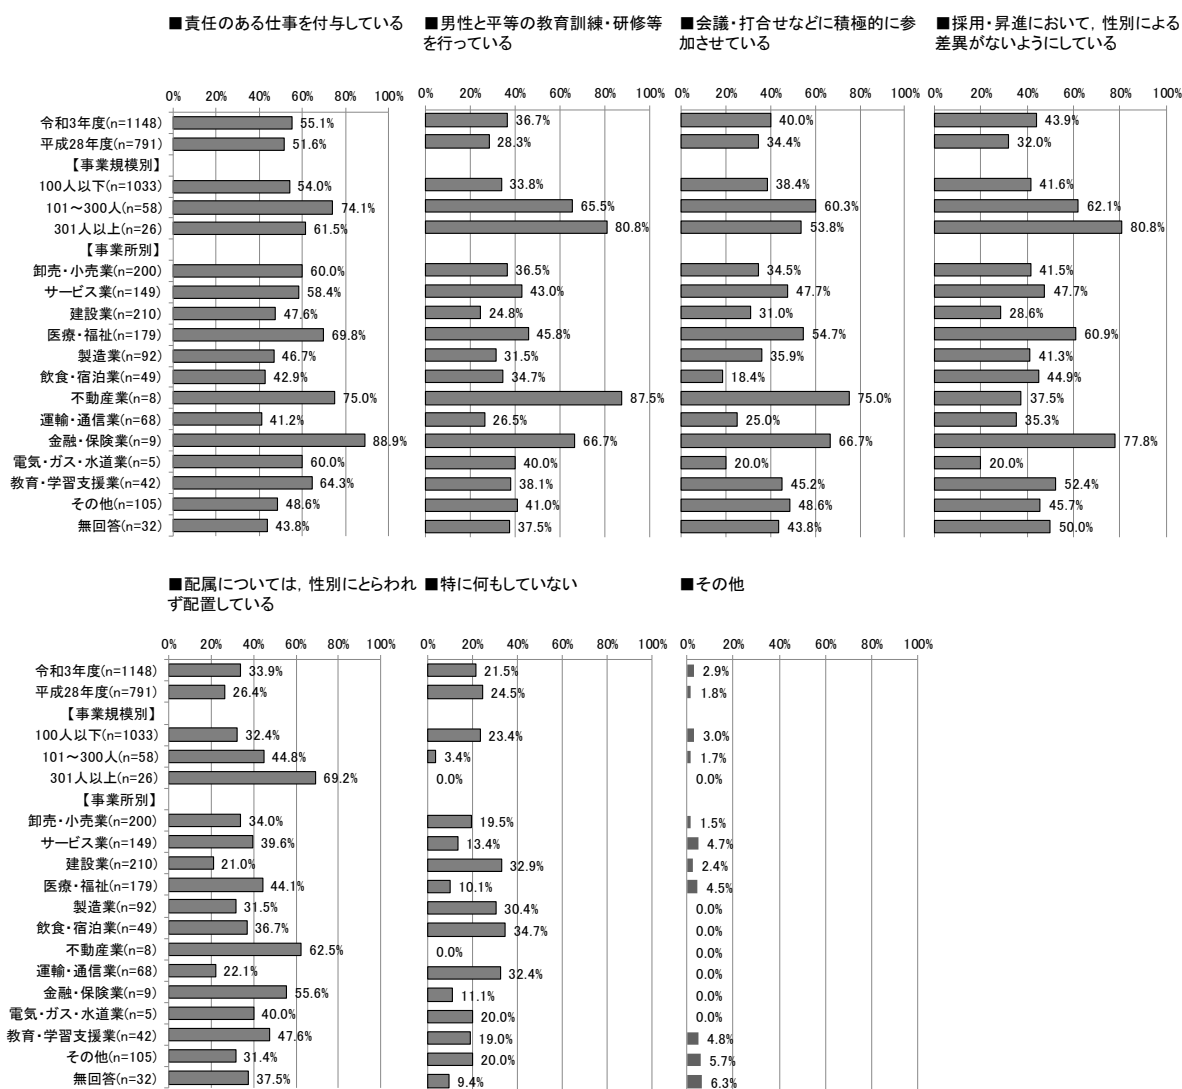 ■責任のある仕事を付与している
■男性と平等の教育訓練・研修等
を行っている
■会議・打合せなどに積極的に参
加させている
■採用・昇進において，性別による
差異がないようにしている
0% 20% 40% 60% 80% 100% 0% 20% 40% 60% 80% 100% 0% 20% 40% 60% 80% 100% 0% 20% 40% 60% 80% 100%
令和3年度(n=1148) 55.1% 36.7% 40.0% 43.9%
平成28年度(n=791) 51.6% 28.3% 34.4% 32.0%
【事業規模別】
100人以下(n=1033) 54.0% 33.8% 38.4% 41.6%
101～300人(n=58) 74.1% 65.5% 60.3% 62.1%
301人以上(n=26) 61.5% 80.8% 53.8% 80.8%
【事業所別】
卸売・小売業(n=200) 60.0% 36.5% 34.5% 41.5%
サービス業(n=149) 58.4% 43.0% 47.7% 47.7%
建設業(n=210) 47.6% 24.8% 31.0% 28.6%
医療・福祉(n=179) 69.8% 45.8% 54.7% 60.9%
製造業(n=92) 46.7% 31.5% 35.9% 41.3%
飲食・宿泊業(n=49) 42.9% 34.7% 18.4% 44.9%
不動産業(n=8) 75.0% 87.5% 75.0% 37.5%
運輸・通信業(n=68) 41.2% 26.5% 25.0% 35.3%
金融・保険業(n=9) 88.9% 66.7% 66.7% 77.8%
電気・ガス・水道業(n=5) 60.0% 40.0% 20.0% 20.0%
教育・学習支援業(n=42) 64.3% 38.1% 45.2% 52.4%
その他(n=105) 48.6% 41.0% 48.6% 45.7%
無回答(n=32) 43.8% 37.5% 43.8% 50.0%
■配属については，性別にとらわれ
ず配置している
■特に何もしていない
■その他
0% 20% 40% 60% 80% 100% 0% 20% 40% 60% 80% 100% 0% 20% 40% 60% 80% 100%
令和3年度(n=1148) 33.9% 21.5% 2.9%
平成28年度(n=791) 26.4% 24.5% 1.8%
【事業規模別】
100人以下(n=1033) 32.4% 23.4% 3.0%
101～300人(n=58) 44.8% 3.4% 1.7%
301人以上(n=26) 69.2% 0.0% 0.0%
【事業所別】
卸売・小売業(n=200) 34.0% 19.5% 1.5%
サービス業(n=149) 39.6% 13.4% 4.7%
建設業(n=210) 21.0% 32.9% 2.4%
医療・福祉(n=179) 44.1% 10.1% 4.5%
製造業(n=92) 31.5% 30.4% 0.0%
飲食・宿泊業(n=49) 36.7% 34.7% 0.0%
不動産業(n=8) 62.5% 0.0% 0.0%
運輸・通信業(n=68) 22.1% 32.4% 0.0%
金融・保険業(n=9) 55.6% 11.1% 0.0%
電気・ガス・水道業(n=5) 40.0% 20.0% 0.0%
教育・学習支援業(n=42) 47.6% 19.0% 4.8%
その他(n=105) 31.4% 20.0% 5.7%
無回答(n=32) 37.5% 9.4% 6.3%